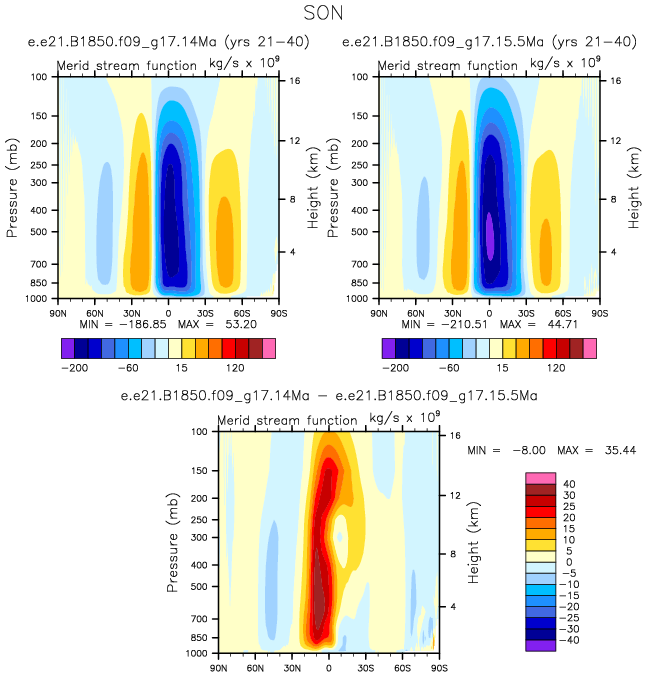 SON
e.e21.B1850.f09_g17.14Ma (yrs 21-40)
Merid stream function kg/s x 10⁹
100
150
200
250
300
400
500
700
850
1000
Pressure (mb)
16
12
8
4
Height (km)
90N 60N 30N 0 30S 60S 90S
MIN = -186.85 MAX = 53.20
-200 -60 15 120
e.e21.B1850.f09_g17.15.5Ma (yrs 21-40)
Merid stream function kg/s x 10⁹
100
150
200
250
300
400
500
700
850
1000
Pressure (mb)
16
12
8
4
Height (km)
90N 60N 30N 0 30S 60S 90S
MIN = -210.51 MAX = 44.71
-200 -60 15 120
e.e21.B1850.f09_g17.14Ma - e.e21.B1850.f09_g17.15.5Ma
Merid stream function kg/s x 10⁹
100
150
200
250
300
400
500
700
850
1000
Pressure (mb)
16
12
8
4
Height (km)
90N 60N 30N 0 30S 60S 90S
MIN = -8.00 MAX = 35.44
40
30
25
20
15
10
5
0
-5
-10
-15
-20
-25
-30
-40